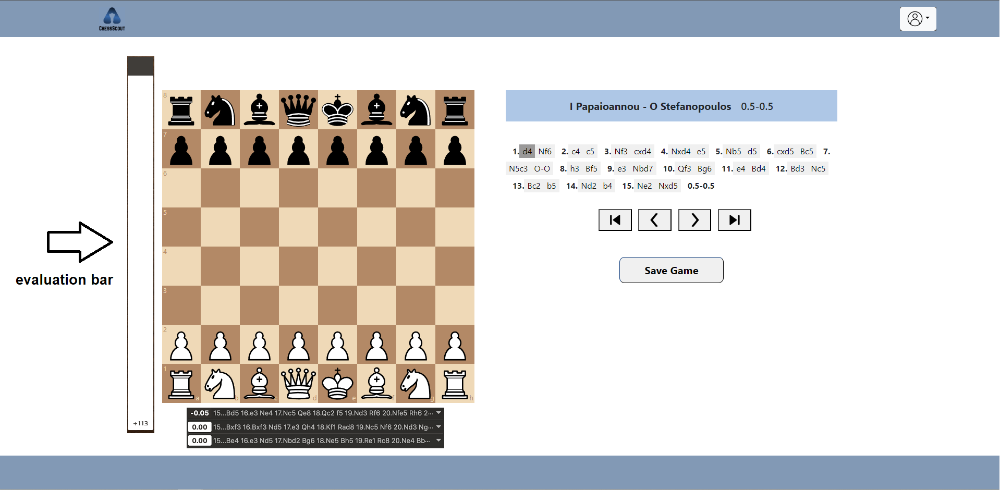 ChessScout
8
7
6
5
4
3
2
1
a b c d e f g h
+113
evaluation bar
-0.05 15...Bd5 16.e3 Ne4 17.Nc5 Qe8 18.Qc2 f5 19.Nd3 Rf6 20.Nfe5 Rh6 2...
0.00 15...Bxf3 16.Bxf3 Nd5 17.e3 Qh4 18.Kf1 Rad8 19.Nc5 Nf6 20.Nd3 Ng...
0.00 15...Be4 16.e3 Nd5 17.Nbd2 Bg6 18.Ne5 Bh5 19.Re1 Rc8 20.Ne4 Bb...
I Papaioannou - O Stefanopoulos 0.5-0.5
1. d4 Nf6 2. c4 c5 3. Nf3 cxd4 4. Nxd4 e5 5. Nb5 d5 6. cxd5 Bc5 7.
N5c3 O-O 8. h3 Bf5 9. e3 Nbd7 10. Qf3 Bg6 11. e4 Bd4 12. Bd3 Nc5
13. Bc2 b5 14. Nd2 b4 15. Ne2 Nxd5 0.5-0.5
Save Game